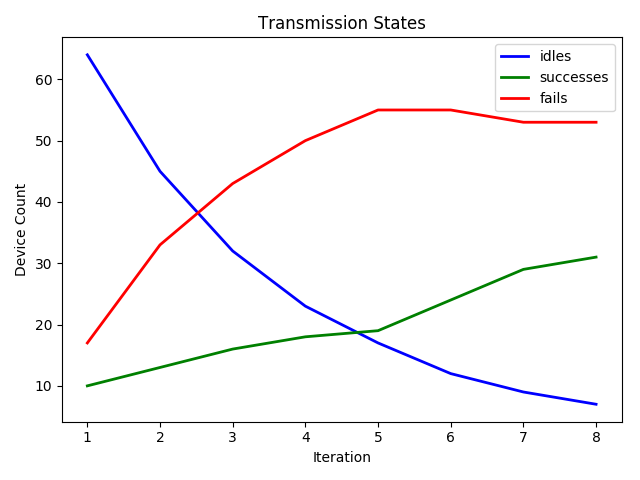 Transmission States
idles
successes
fails
Device Count
60
50
40
30
20
10
1 2 3 4 5 6 7 8
Iteration